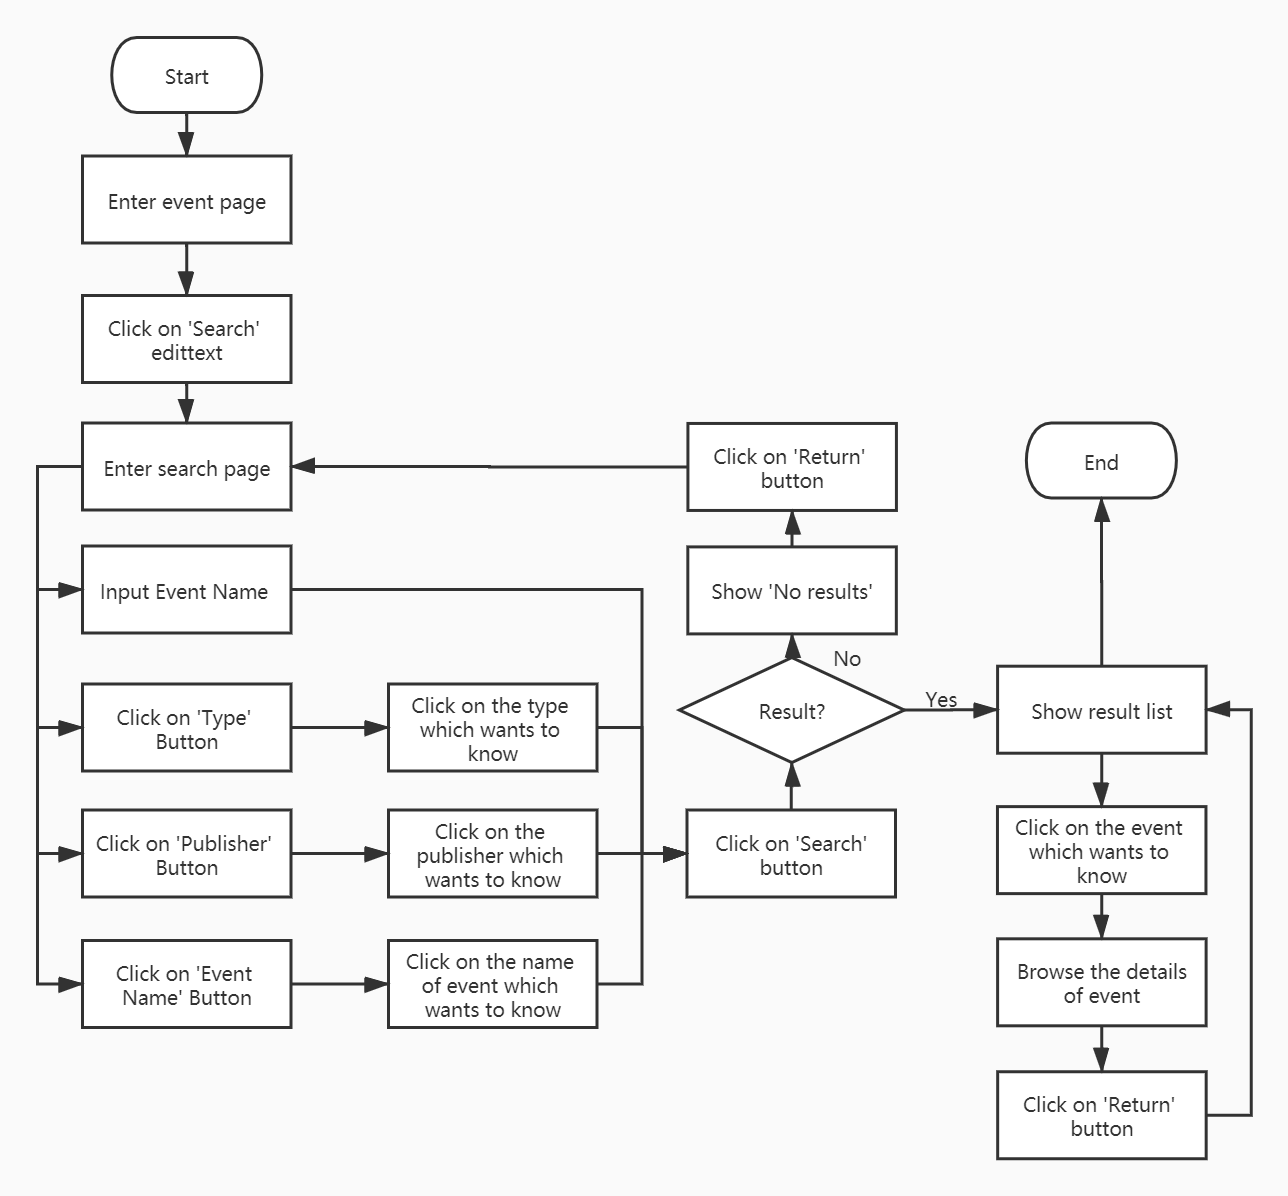 Start
Enter event page
Click on 'Search'
edittext
Enter search page
Input Event Name
Click on 'Type'
Button
Click on the type
which wants to
know
Click on 'Publisher'
Button
Click on the
publisher which
wants to know
Click on 'Event
Name' Button
Click on the name
of event which
wants to know
Click on 'Search'
button
Result?
No
Show 'No results'
Click on 'Return'
button
Yes
Show result list
End
Click on the event
which wants to
know
Browse the details
of event
Click on 'Return'
button